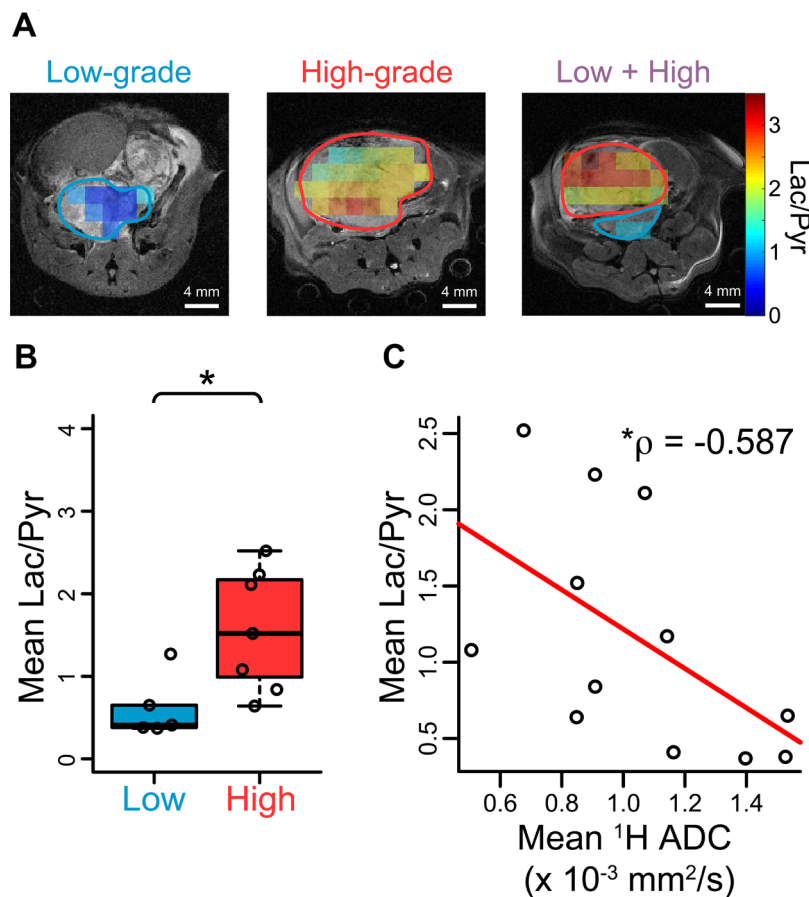 A
Low-grade
High-grade
Low + High
4 mm
4 mm
4 mm
3
2
1
0
Lac/Pyr
B
*
4
3
2
1
0
Mean Lac/Pyr
Low
High
C
*ρ = -0.587
2.5
2.0
1.5
1.0
0.5
Mean Lac/Pyr
0.6 0.8 1.0 1.2 1.4
Mean ¹H ADC
(x 10⁻³ mm²/s)